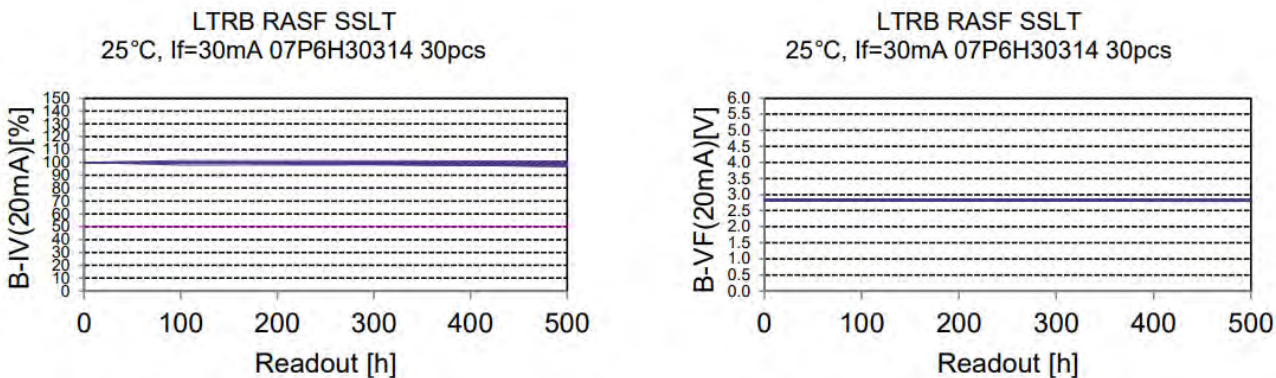 LTRB RASF SSLT
25°C, If=30mA 07P6H30314 30pcs
B-IV(20mA)[%]
150
140
130
120
110
100
90
80
70
60
50
40
30
20
10
0
0 100 200 300 400 500
Readout [h]
LTRB RASF SSLT
25°C, If=30mA 07P6H30314 30pcs
B-VF(20mA)[V]
6.0
5.5
5.0
4.5
4.0
3.5
3.0
2.5
2.0
1.5
1.0
0.5
0.0
0 100 200 300 400 500
Readout [h]